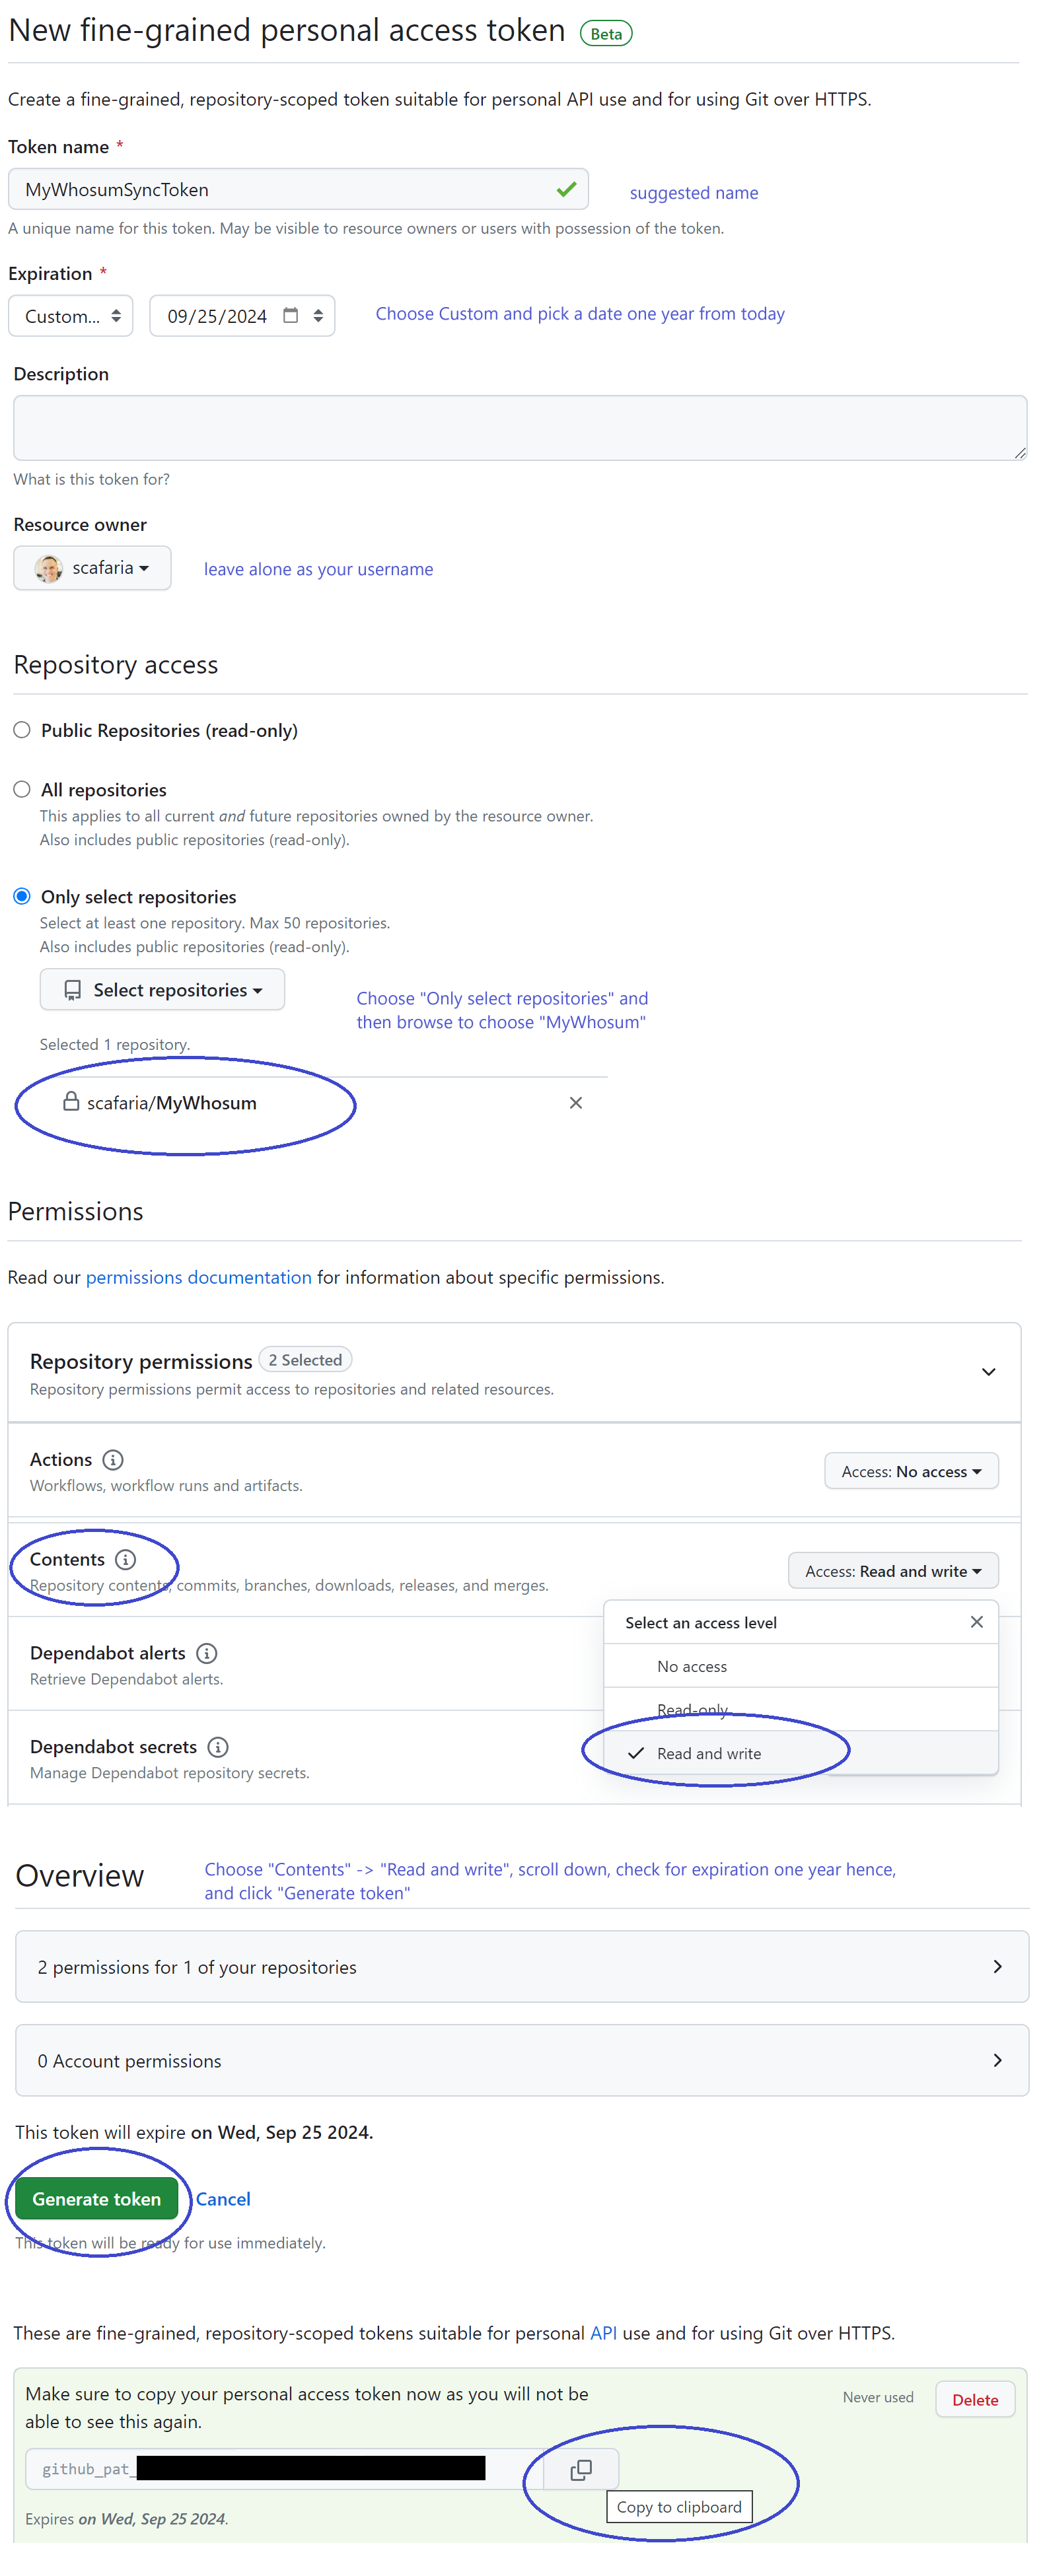 New fine-grained personal access token Beta
Create a fine-grained, repository-scoped token suitable for personal API use and for using Git over HTTPS.
Token name *
MyWhosumSyncToken
suggested name
A unique name for this token. May be visible to resource owners or users with possession of the token.
Expiration *
Custom... 09/25/2024
Choose Custom and pick a date one year from today
Description
What is this token for?
Resource owner
scafaria
leave alone as your username
Repository access
Public Repositories (read-only)
All repositories
This applies to all current and future repositories owned by the resource owner.
Also includes public repositories (read-only).
Only select repositories
Select at least one repository. Max 50 repositories.
Also includes public repositories (read-only).
Select repositories
Choose "Only select repositories" and
then browse to choose "MyWhosum"
Selected 1 repository.
scafaria/MyWhosum
Permissions
Read our permissions documentation for information about specific permissions.
Repository permissions 2 Selected
Repository permissions permit access to repositories and related resources.
Actions
Workflows, workflow runs and artifacts.
Access: No access
Contents
Repository contents, commits, branches, downloads, releases, and merges.
Access: Read and write
Select an access level
No access
Read-only
Read and write
Dependabot alerts
Retrieve Dependabot alerts.
Dependabot secrets
Manage Dependabot repository secrets.
Overview
Choose "Contents" -> "Read and write", scroll down, check for expiration one year hence,
and click "Generate token"
2 permissions for 1 of your repositories
0 Account permissions
This token will expire on Wed, Sep 25 2024.
Generate token Cancel
This token will be ready for use immediately.
These are fine-grained, repository-scoped tokens suitable for personal API use and for using Git over HTTPS.
Make sure to copy your personal access token now as you will not be
able to see this again.
Never used
Delete
github_pat_
Copy to clipboard
Expires on Wed, Sep 25 2024.